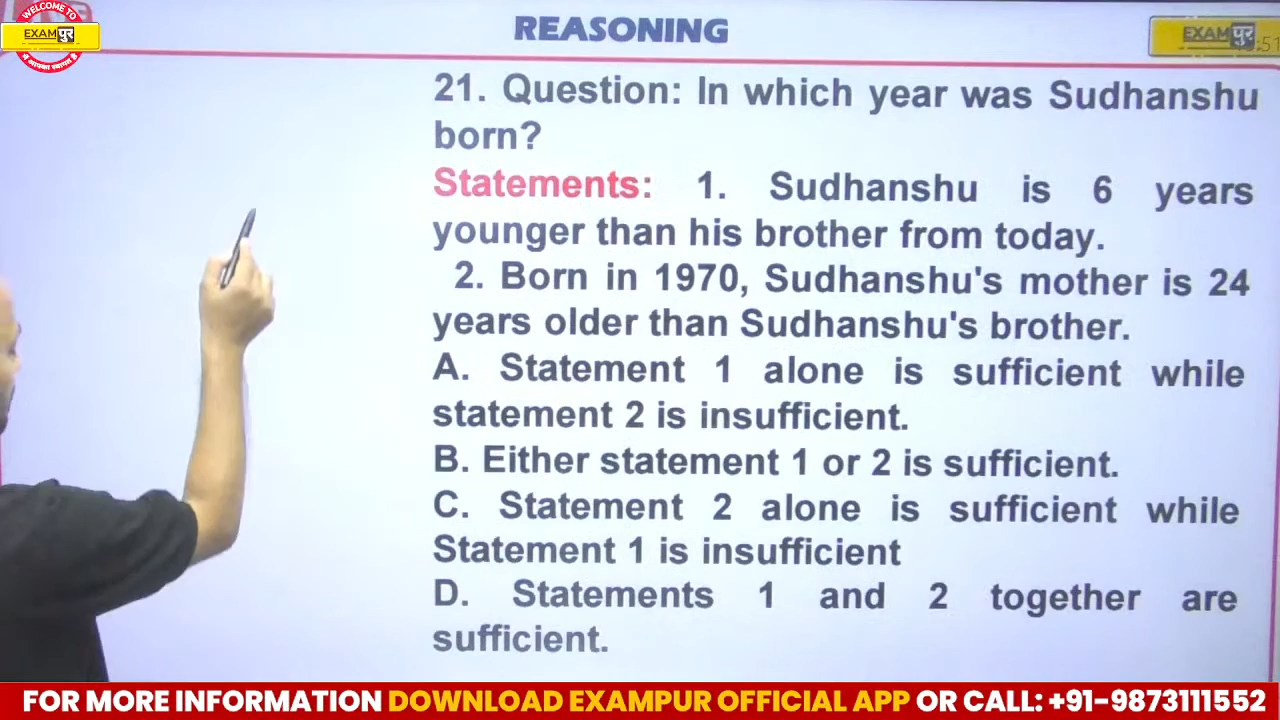 WELCOME TO
EXAMपुर
में आपका स्वागत है
REASONING
EXAMपुर
21. Question: In which year was Sudhanshu
born?
Statements: 1. Sudhanshu is 6 years
younger than his brother from today.
2. Born in 1970, Sudhanshu's mother is 24
years older than Sudhanshu's brother.
A. Statement 1 alone is sufficient while
statement 2 is insufficient.
B. Either statement 1 or 2 is sufficient.
C. Statement 2 alone is sufficient while
Statement 1 is insufficient
D. Statements 1 and 2 together are
sufficient.
FOR MORE INFORMATION DOWNLOAD EXAMPUR OFFICIAL APP OR CALL: +91-9873111552